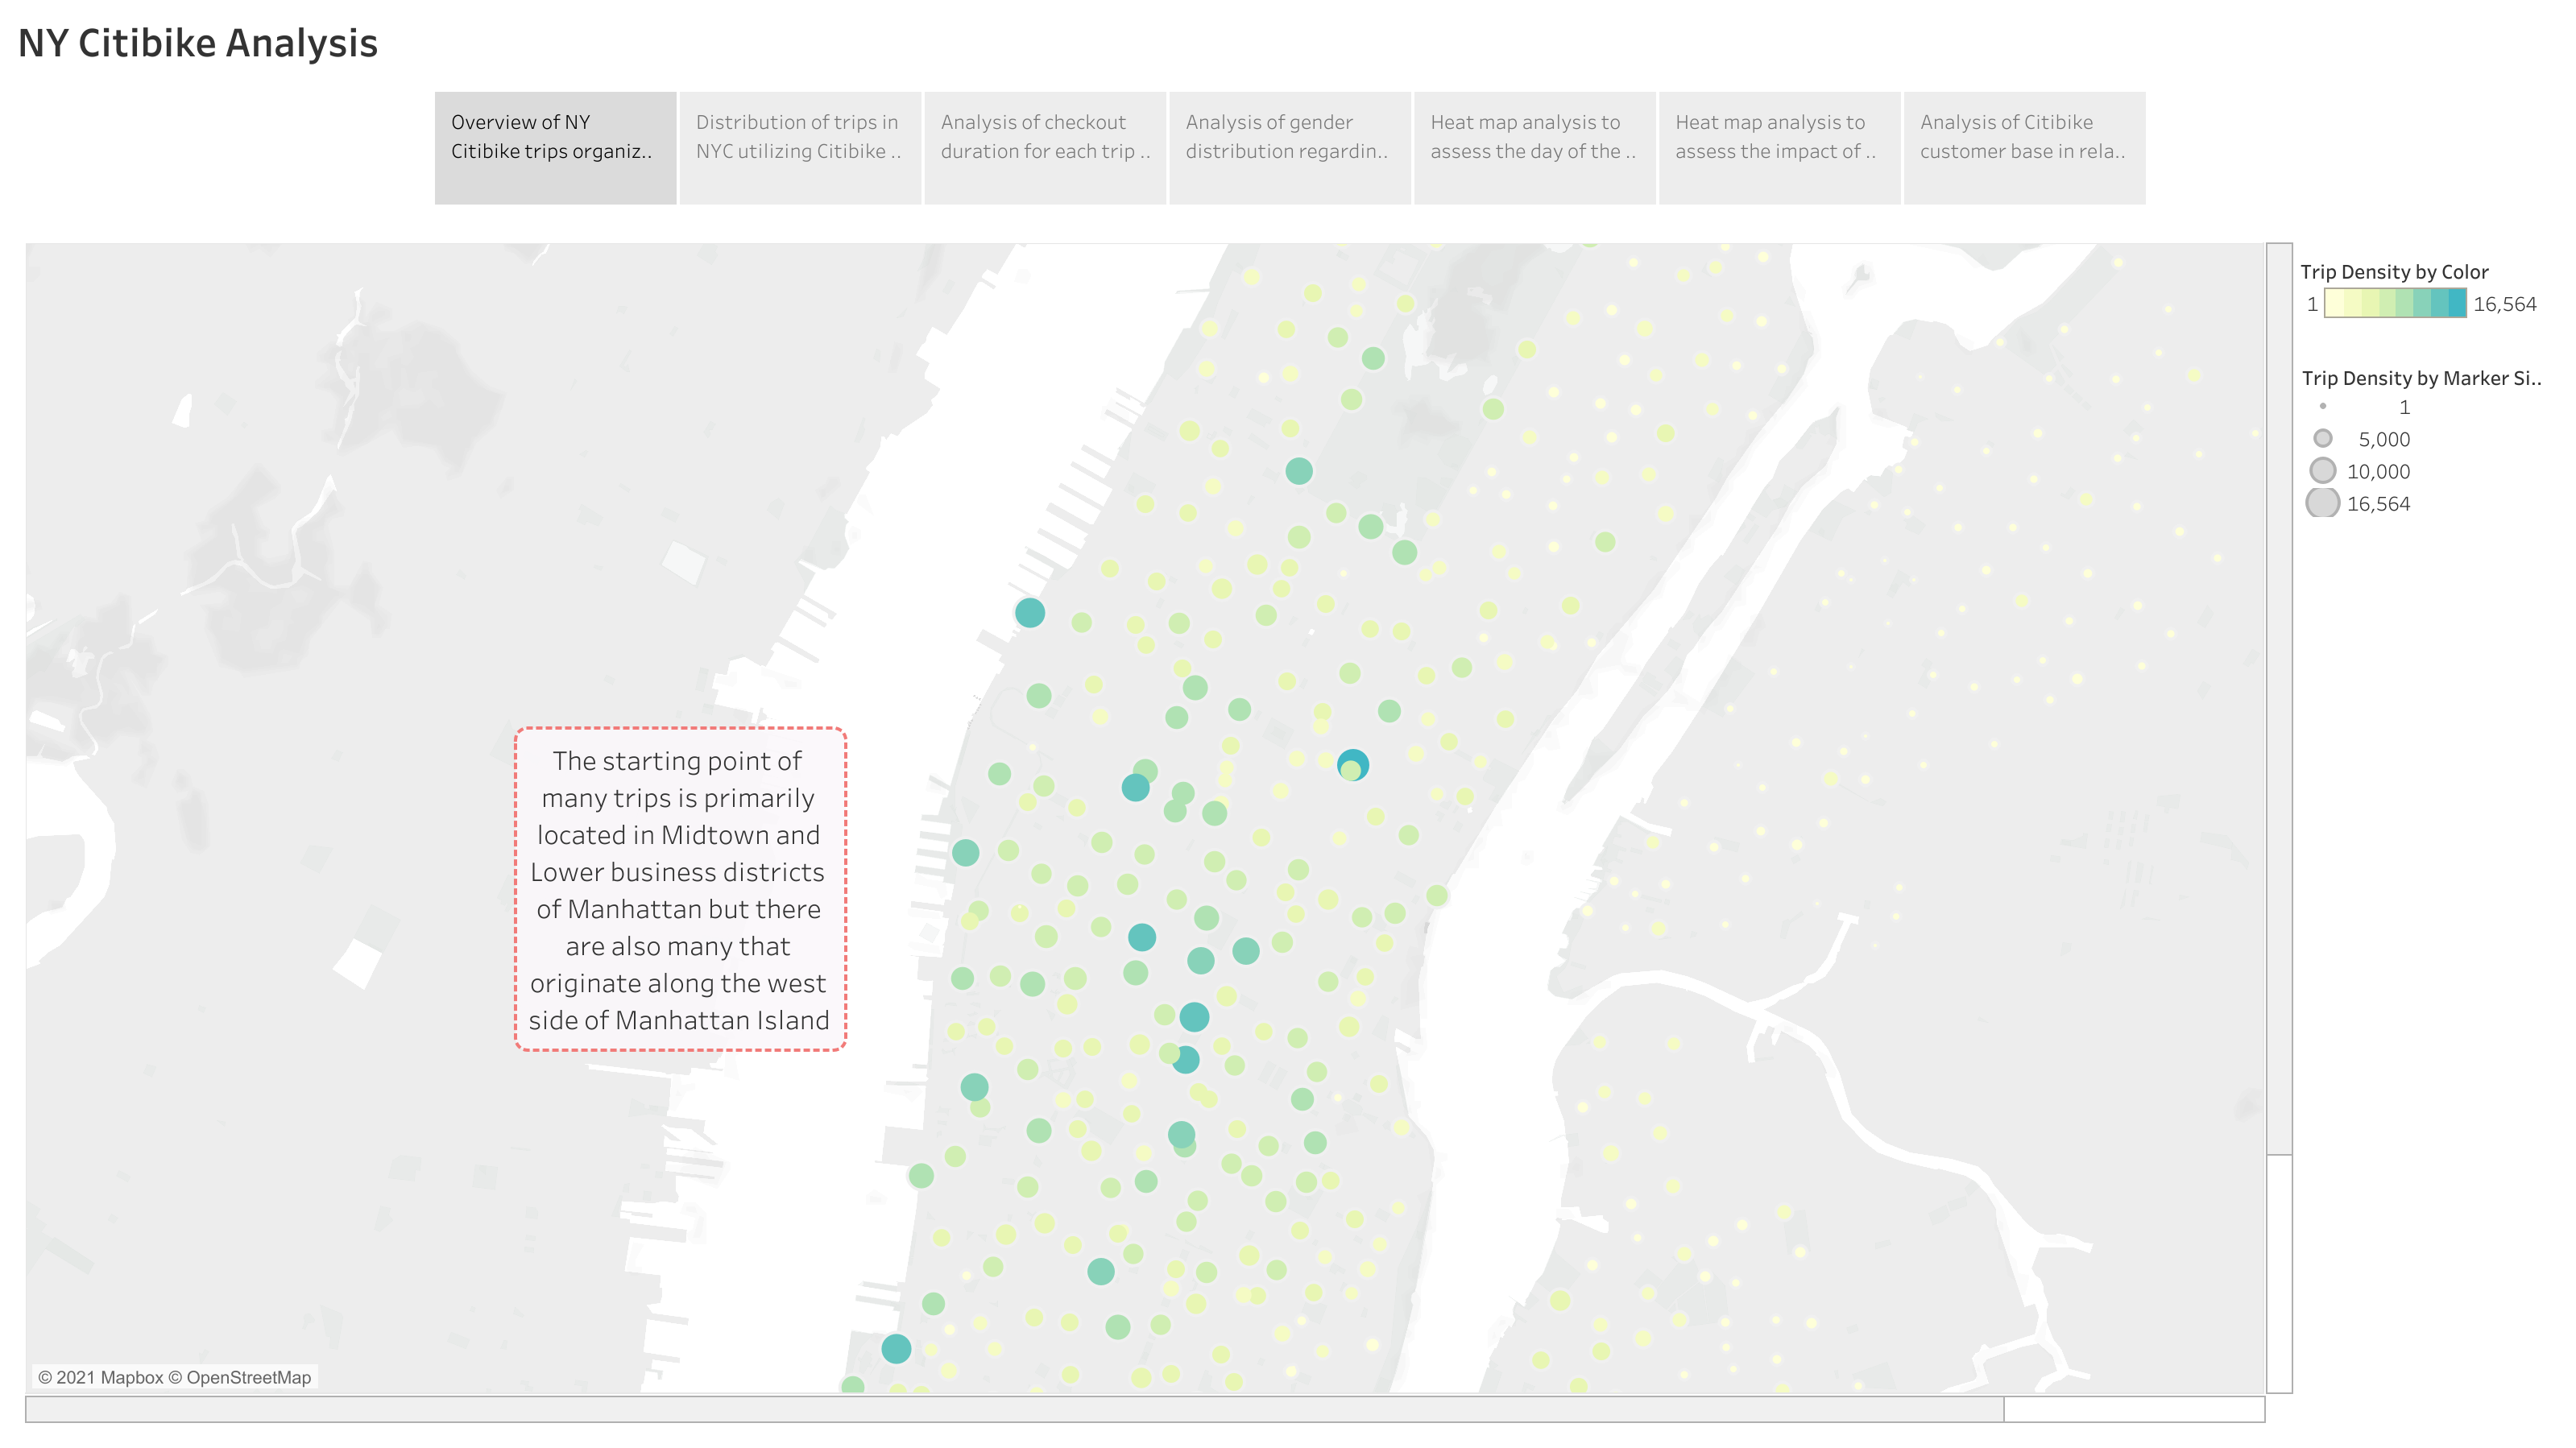 NY Citibike Analysis
Overview of NY
Citibike trips organiz..
Distribution of trips in
NYC utilizing Citibike ..
Analysis of checkout
duration for each trip ..
Analysis of gender
distribution regardin..
Heat map analysis to
assess the day of the ..
Heat map analysis to
assess the impact of ..
Analysis of Citibike
customer base in rela..
Trip Density by Color
1 16,564
Trip Density by Marker Si..
1
5,000
10,000
16,564
The starting point of
many trips is primarily
located in Midtown and
Lower business districts
of Manhattan but there
are also many that
originate along the west
side of Manhattan Island
© 2021 Mapbox © OpenStreetMap